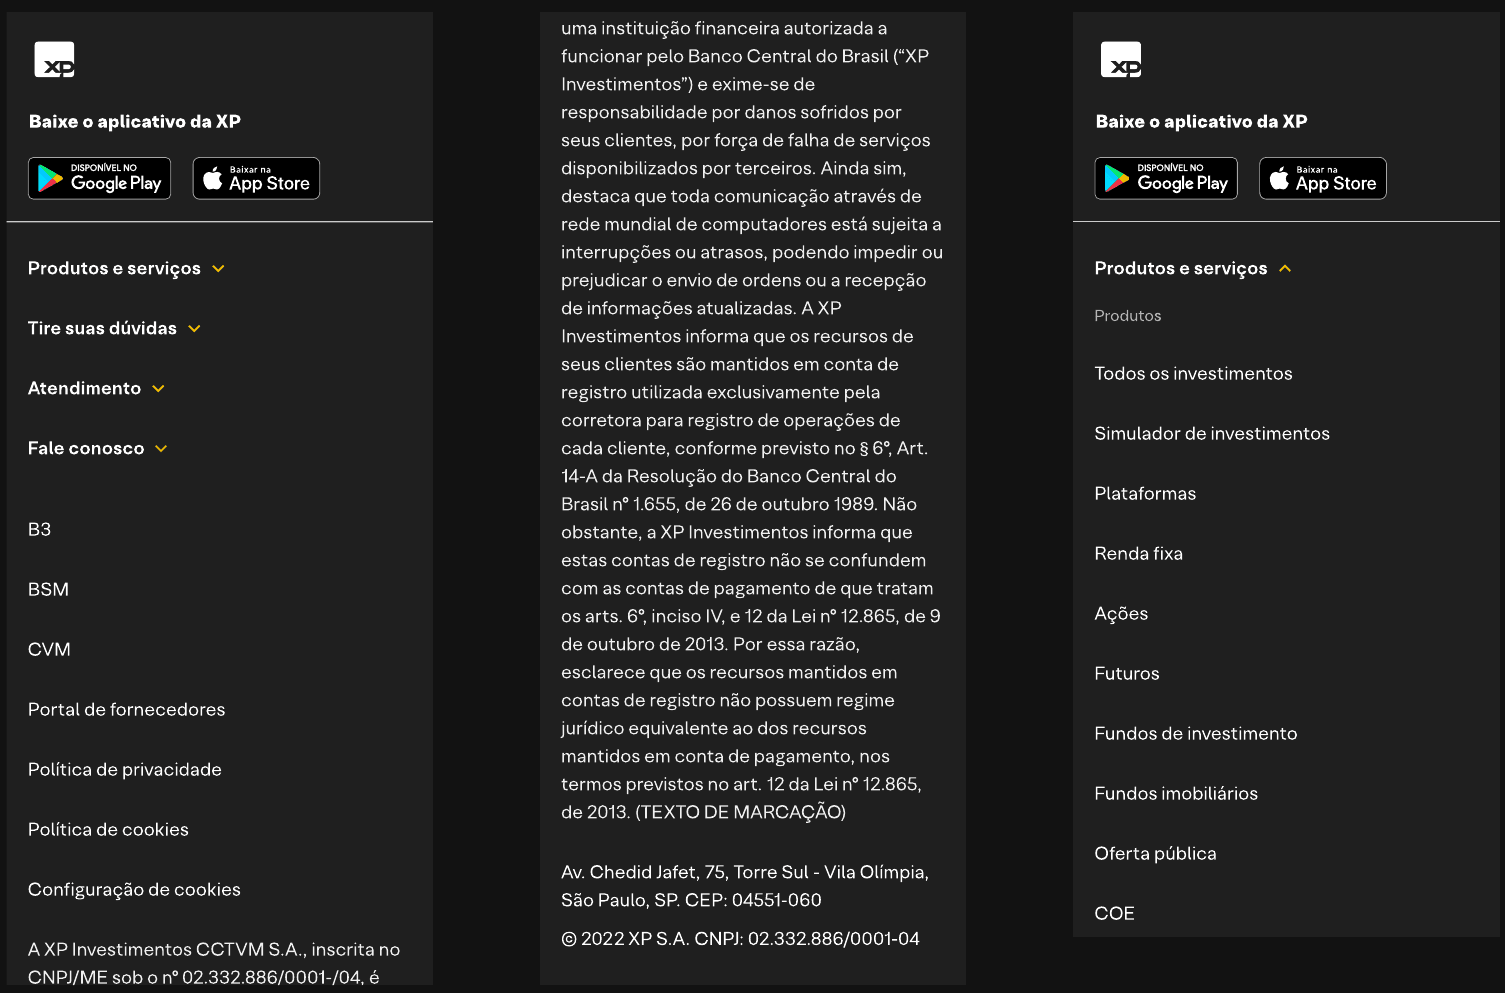 XP
Baixe o aplicativo da XP
DISPONÍVEL NO
Google Play
Baixar na
App Store
Produtos e serviços
Tire suas dúvidas
Atendimento
Fale conosco
B3
BSM
CVM
Portal de fornecedores
Política de privacidade
Política de cookies
Configuração de cookies
A XP Investimentos CCTVM S.A., inscrita no
CNPJ/ME sob o nº 02.332.886/0001-/04, é
uma instituição financeira autorizada a
funcionar pelo Banco Central do Brasil (“XP
Investimentos”) e exime-se de
responsabilidade por danos sofridos por
seus clientes, por força de falha de serviços
disponibilizados por terceiros. Ainda sim,
destaca que toda comunicação através de
rede mundial de computadores está sujeita a
interrupções ou atrasos, podendo impedir ou
prejudicar o envio de ordens ou a recepção
de informações atualizadas. A XP
Investimentos informa que os recursos de
seus clientes são mantidos em conta de
registro utilizada exclusivamente pela
corretora para registro de operações de
cada cliente, conforme previsto no § 6º, Art.
14-A da Resolução do Banco Central do
Brasil nº 1.655, de 26 de outubro 1989. Não
obstante, a XP Investimentos informa que
estas contas de registro não se confundem
com as contas de pagamento de que tratam
os arts. 6º, inciso IV, e 12 da Lei nº 12.865, de 9
de outubro de 2013. Por essa razão,
esclarece que os recursos mantidos em
contas de registro não possuem regime
jurídico equivalente ao dos recursos
mantidos em conta de pagamento, nos
termos previstos no art. 12 da Lei nº 12.865,
de 2013. (TEXTO DE MARCAÇÃO)
Av. Chedid Jafet, 75, Torre Sul - Vila Olímpia,
São Paulo, SP. CEP: 04551-060
© 2022 XP S.A. CNPJ: 02.332.886/0001-04
XP
Baixe o aplicativo da XP
DISPONÍVEL NO
Google Play
Baixar na
App Store
Produtos e serviços
Produtos
Todos os investimentos
Simulador de investimentos
Plataformas
Renda fixa
Ações
Futuros
Fundos de investimento
Fundos imobiliários
Oferta pública
COE